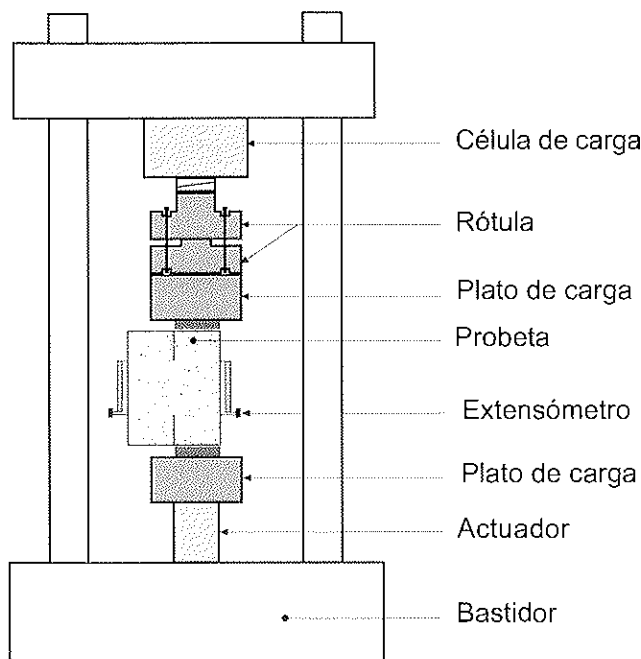 Célula de carga
Rótula
Plato de carga
Probeta
Extensómetro
Plato de carga
Actuador
Bastidor